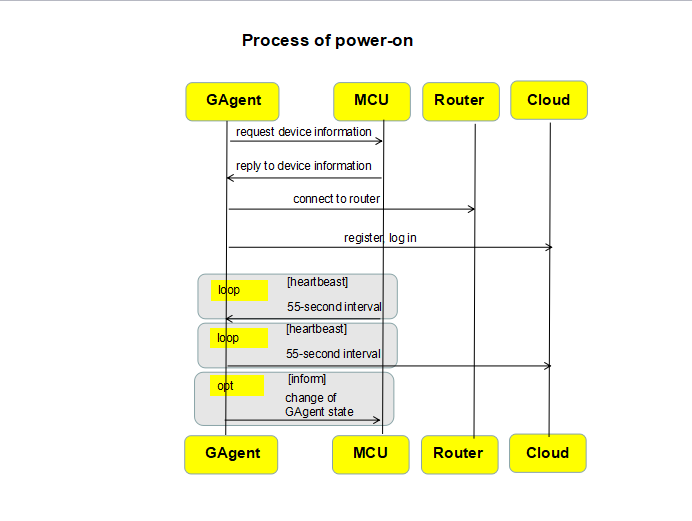 Process of power-on
GAgent
MCU
Router
Cloud
request device information
reply to device information
connect to router
register, log in
loop
[heartbeast]
55-second interval
loop
[heartbeast]
55-second interval
opt
[inform]
change of
GAgent state
GAgent
MCU
Router
Cloud